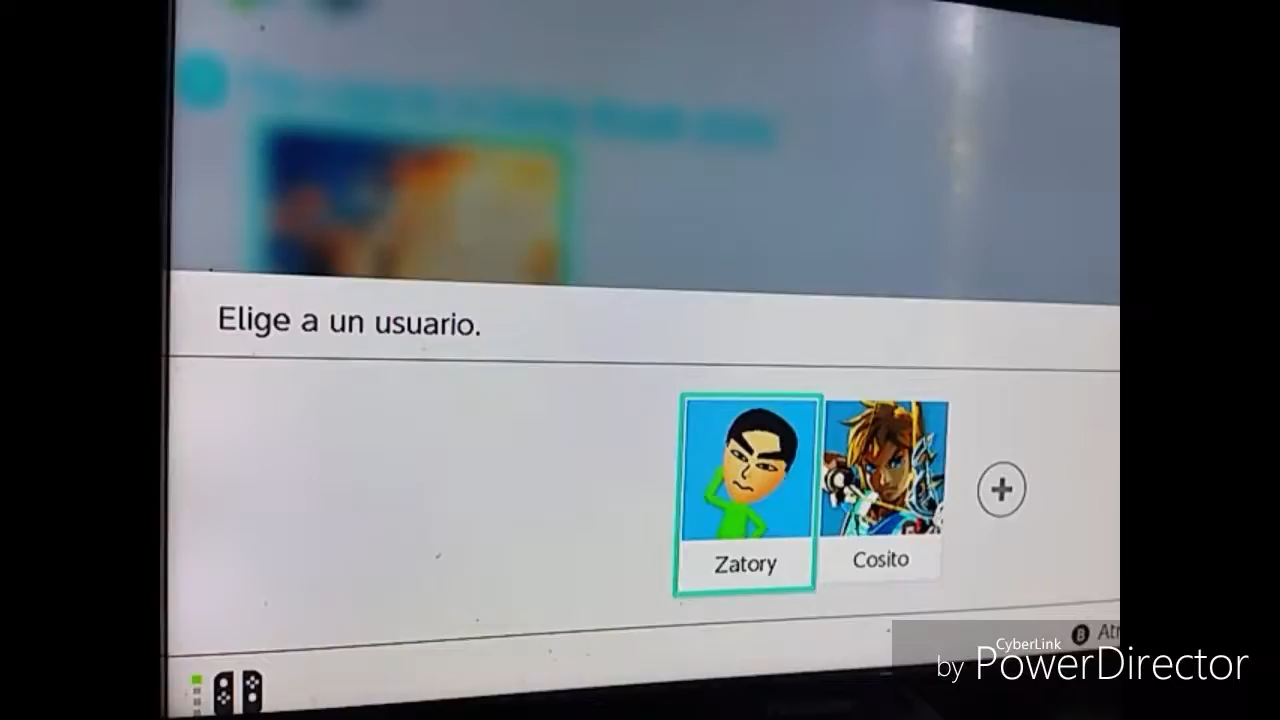 Elige a un usuario.
Zatory
Cosito
B
CyberLink
by PowerDirector